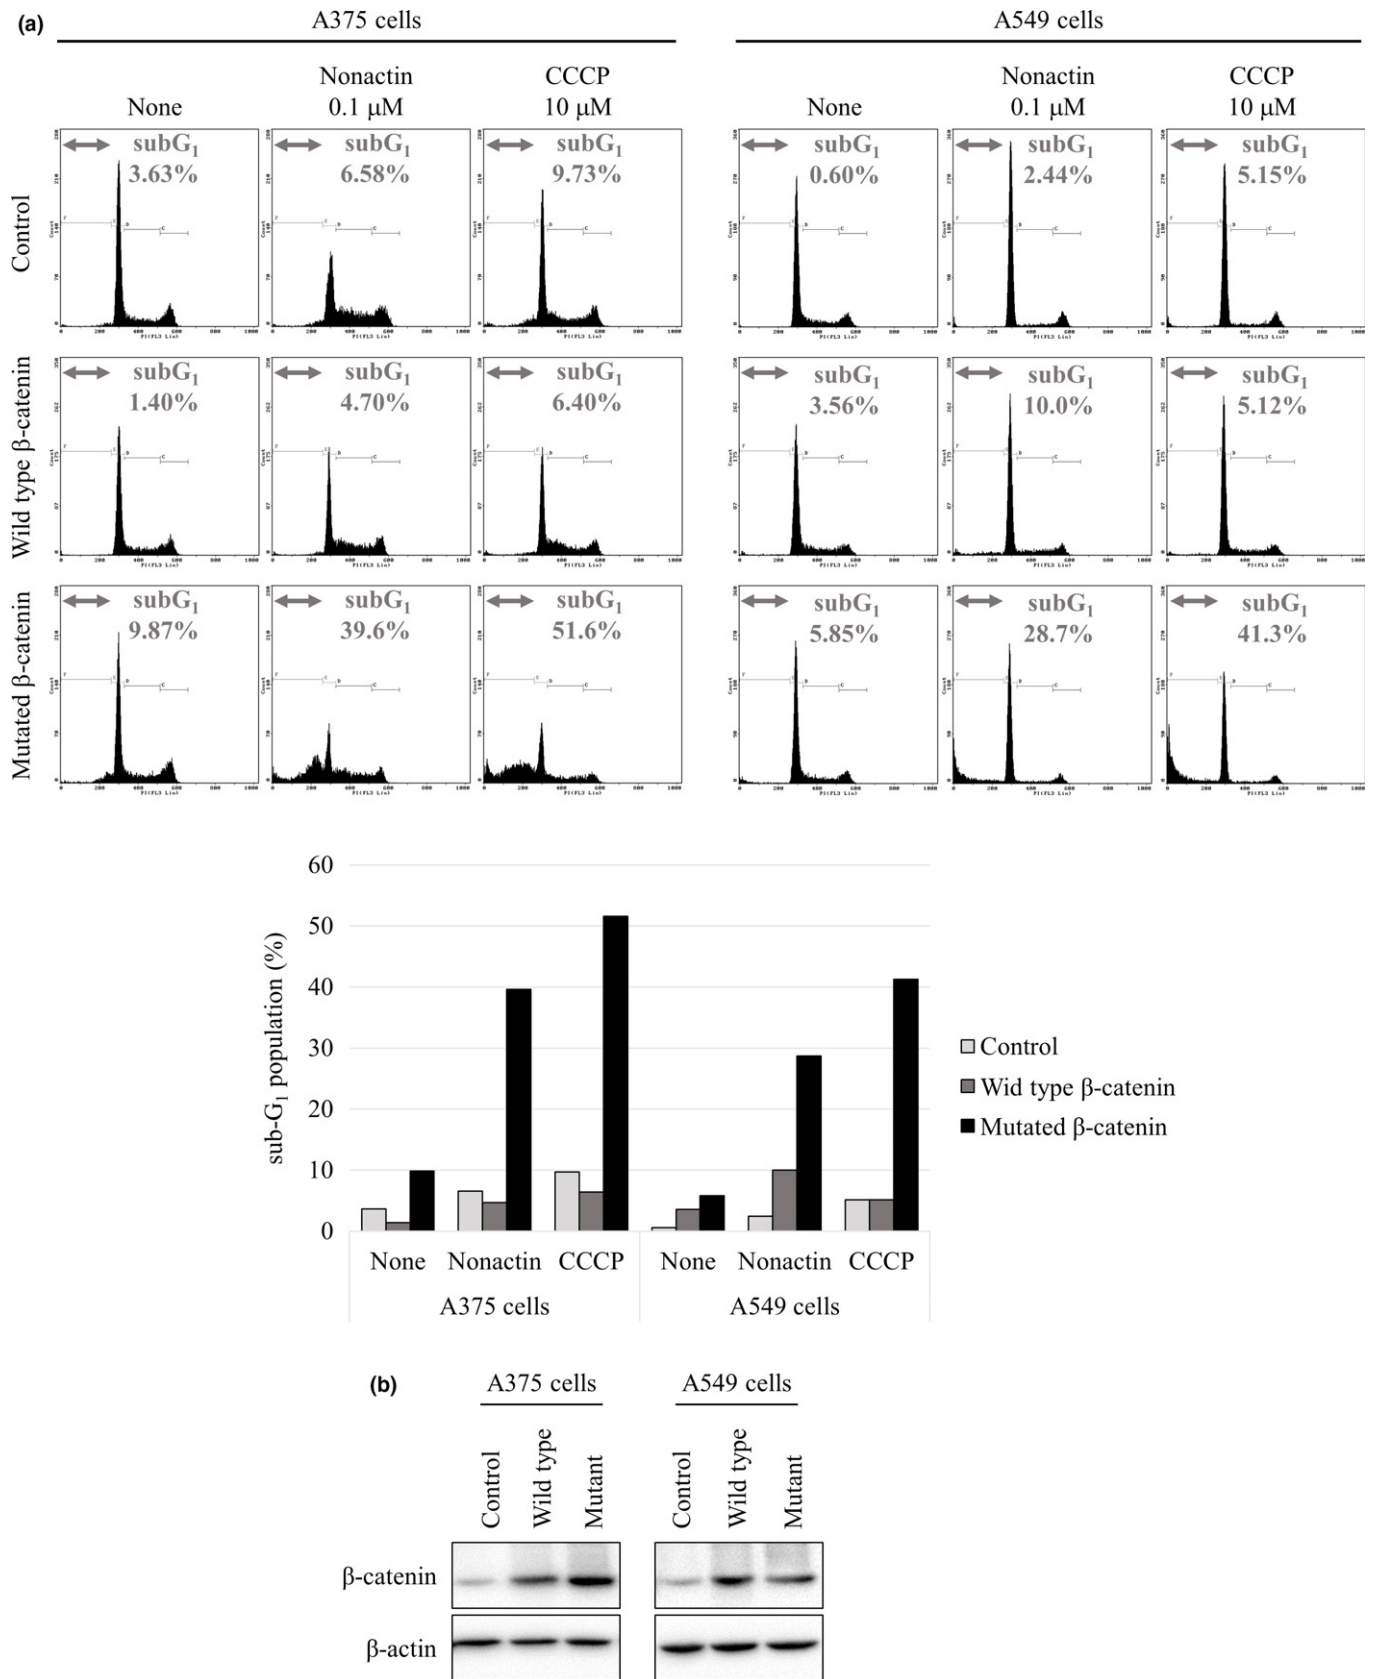 (a)
A375 cells
A549 cells
None
Nonactin
0.1 μM
CCCP
10 μM
None
Nonactin
0.1 μM
CCCP
10 μM
Control
subG1
3.63%
subG1
6.58%
subG1
9.73%
subG1
0.60%
subG1
2.44%
subG1
5.15%
Wild type β-catenin
subG1
1.40%
subG1
4.70%
subG1
6.40%
subG1
3.56%
subG1
10.0%
subG1
5.12%
Mutated β-catenin
subG1
9.87%
subG1
39.6%
subG1
51.6%
subG1
5.85%
subG1
28.7%
subG1
41.3%
sub-G1 population (%)
60
50
40
30
20
10
0
None Nonactin CCCP None Nonactin CCCP
A375 cells A549 cells
Control
Wid type β-catenin
Mutated β-catenin
(b)
A375 cells A549 cells
Control Wild type Mutant Control Wild type Mutant
β-catenin
β-actin